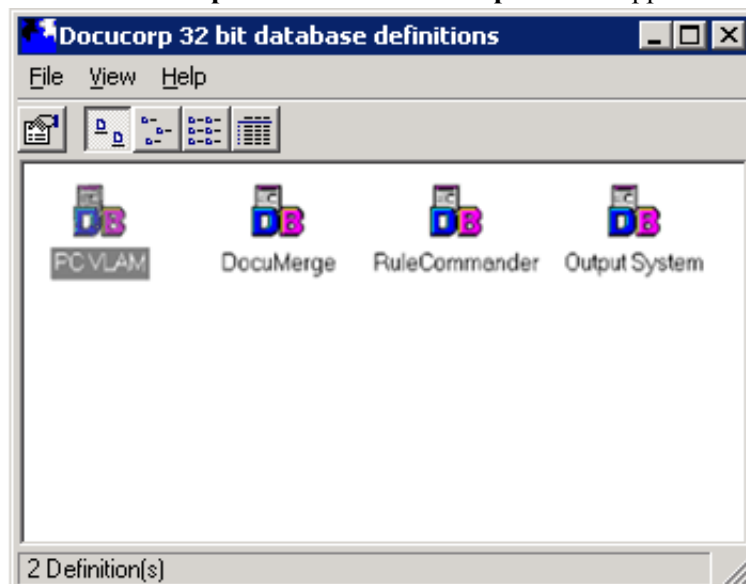 Docucorp 32 bit database definitions
File View Help
PC VLAM DocuMerge RuleCommander Output System
2 Definition(s)